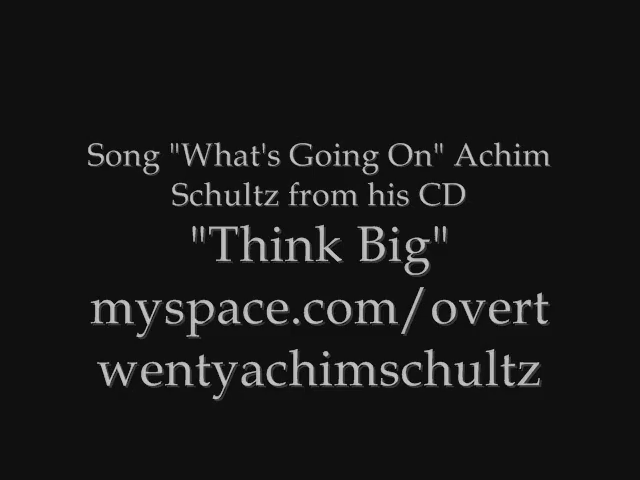 Song "What's Going On" Achim
Schultz from his CD
"Think Big"
myspace.com/overt
wentyachimschultz